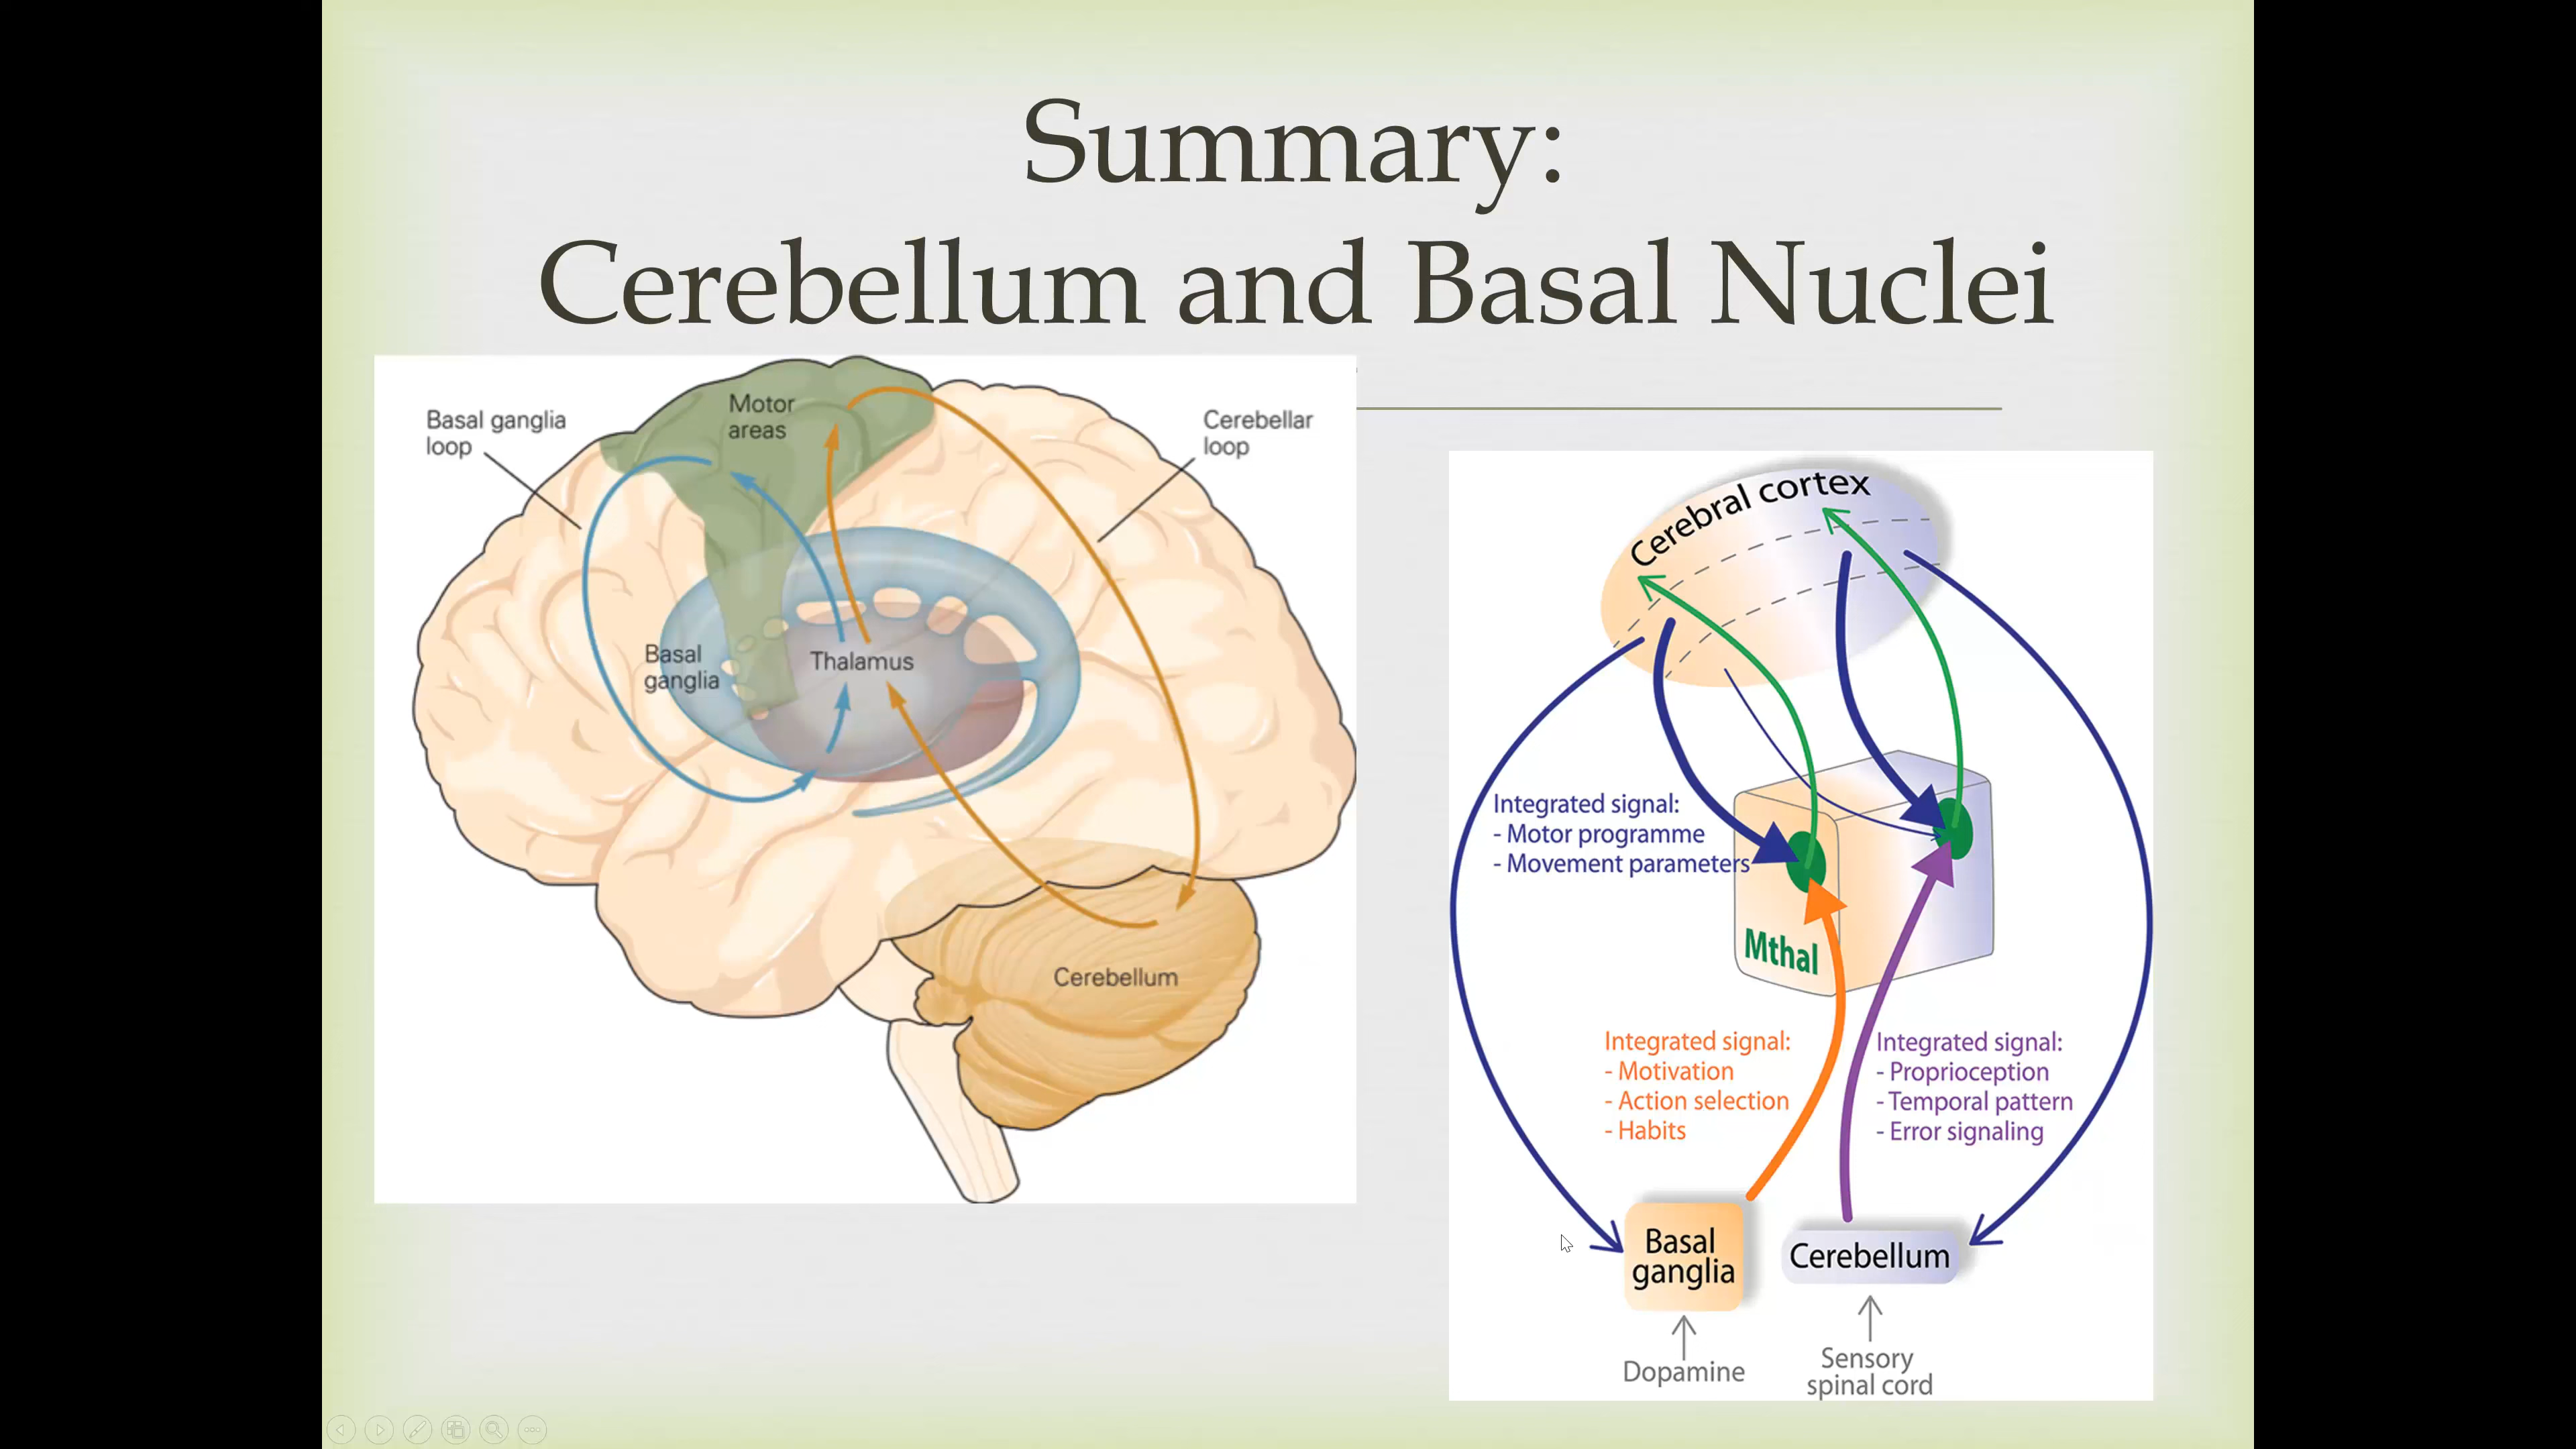 Summary:
Cerebellum and Basal Nuclei
Basal ganglia
loop
Motor
areas
Cerebellar
loop
Basal
ganglia
Thalamus
Cerebellum
Cerebral cortex
Integrated signal:
- Motor programme
- Movement parameters
Mthal
Integrated signal:
- Motivation
- Action selection
- Habits
Integrated signal:
- Proprioception
- Temporal pattern
- Error signaling
Basal
ganglia
Cerebellum
Dopamine
Sensory
spinal cord